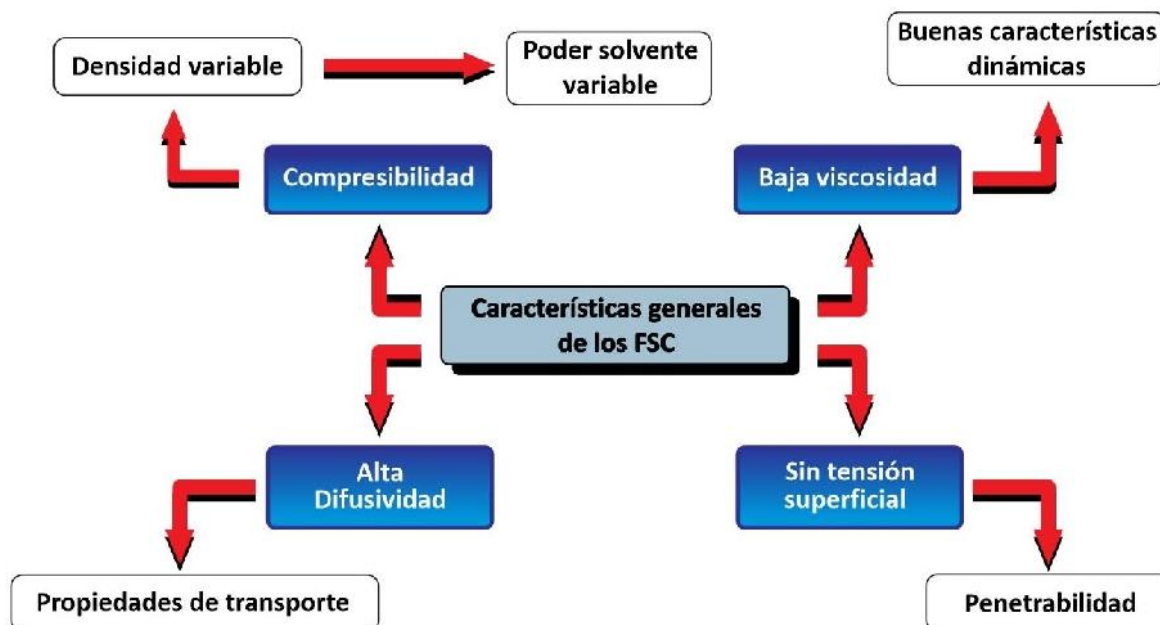 Densidad variable
Poder solvente
variable
Buenas características
dinámicas
Compresibilidad
Baja viscosidad
Características generales
de los FSC
Alta
Difusividad
Sin tensión
superficial
Propiedades de transporte
Penetrabilidad